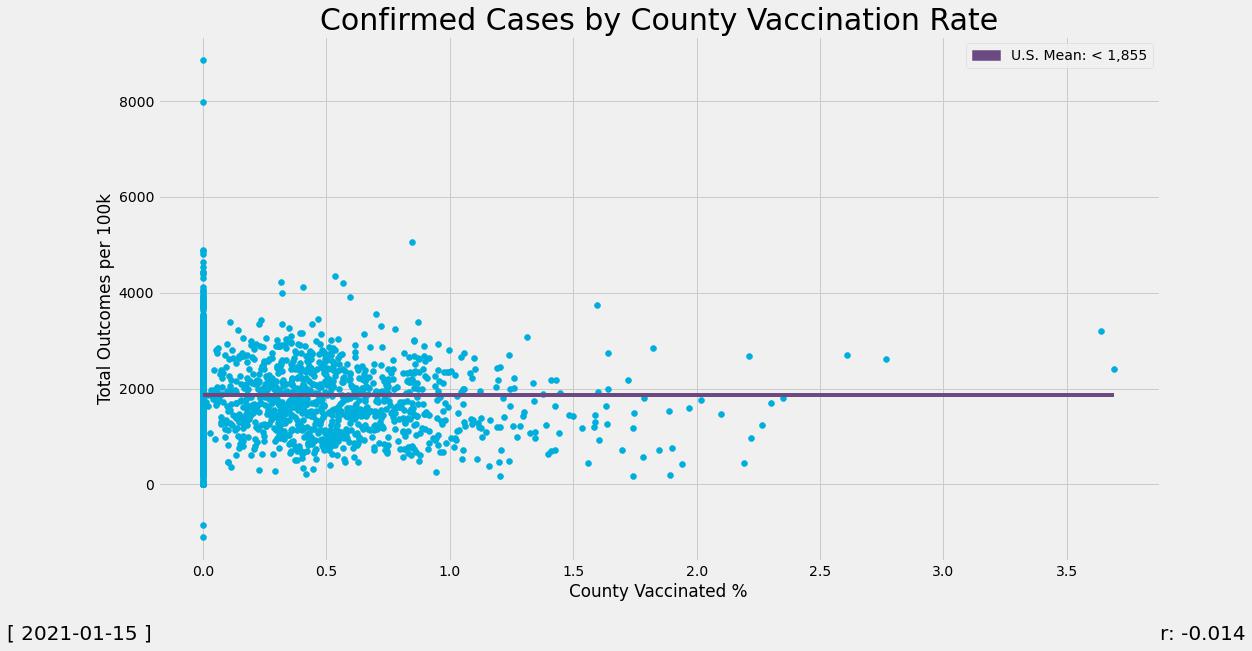 Confirmed Cases by County Vaccination Rate
U.S. Mean: < 1,855
Total Outcomes per 100k
8000
6000
4000
2000
0
0.0 0.5 1.0 1.5 2.0 2.5 3.0 3.5
County Vaccinated %
[ 2021-01-15 ]
r: -0.014